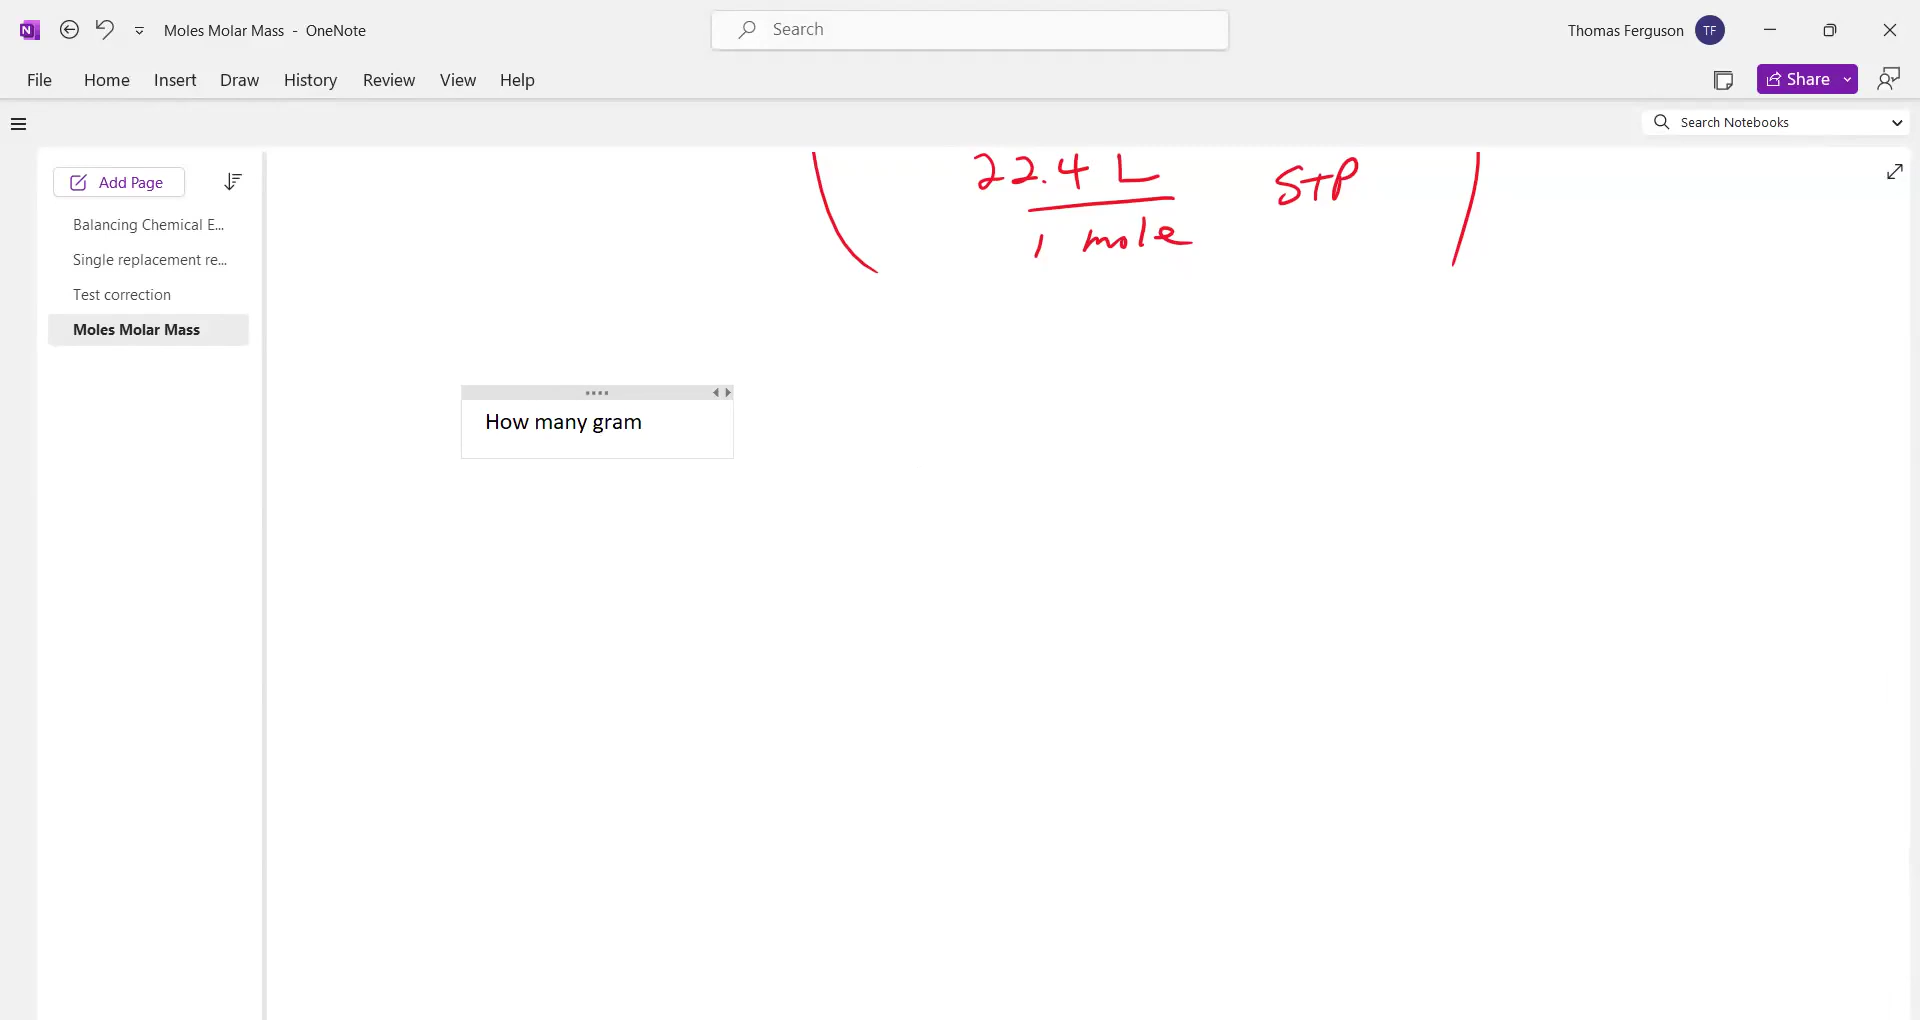 Moles Molar Mass - OneNote
Search
Thomas Ferguson TF
File Home Insert Draw History Review View Help
Share
Search Notebooks
Add Page
Balancing Chemical E...
Single replacement re...
Test correction
Moles Molar Mass
22.4 L STP
1 mole
How many gram